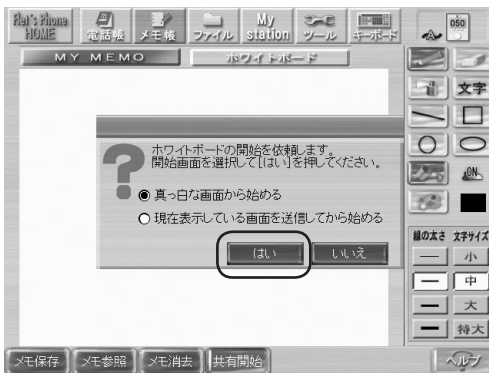 Flet's Phone HOME
電話帳
メモ帳
ファイル
My station
ツール
キーボード
MY MEMO
ホワイトボード
文字
ホワイトボードの開始を依頼します。
開始画面を選択して[はい]を押してください。
真っ白な画面から始める
現在表示している画面を送信してから始める
はい
いいえ
ON
線の太さ
文字サイズ
小
中
大
特大
メモ保存
メモ参照
メモ消去
共有開始
ヘルプ